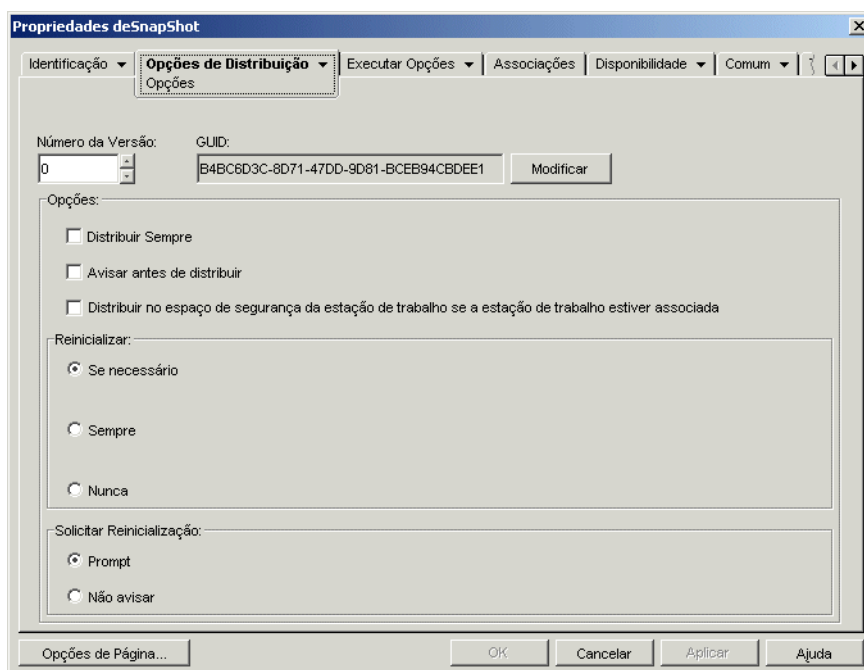 Propriedades deSnapShot
Identificação Opções de Distribuição Executar Opções Associações Disponibilidade Comum
Opções
Número da Versão: GUID:
0 B4BC6D3C-8D71-47DD-9D81-BCEB94CBDEE1 Modificar
Opções:
Distribuir Sempre
Avisar antes de distribuir
Distribuir no espaço de segurança da estação de trabalho se a estação de trabalho estiver associada
Reinicializar:
Se necessário
Sempre
Nunca
Solicitar Reinicialização:
Prompt
Não avisar
Opções de Página... OK Cancelar Aplicar Ajuda